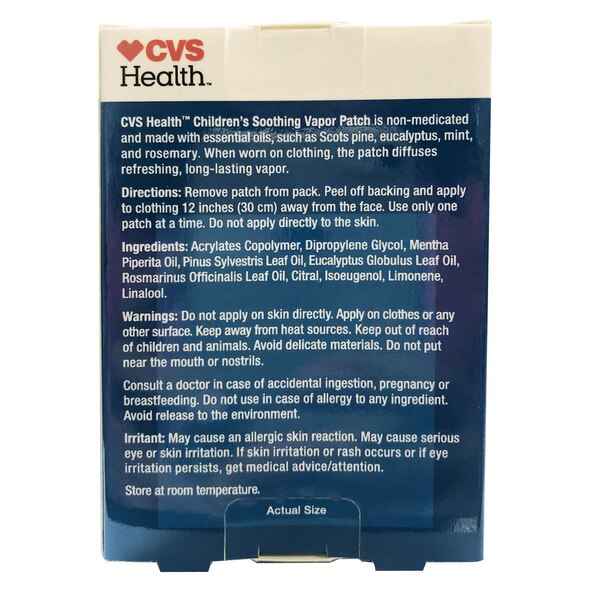 CVS
Health™
CVS Health™ Children's Soothing Vapor Patch is non-medicated
and made with essential oils, such as Scots pine, eucalyptus, mint,
and rosemary. When worn on clothing, the patch diffuses
refreshing, long-lasting vapor.
Directions: Remove patch from pack. Peel off backing and apply
to clothing 12 inches (30 cm) away from the face. Use only one
patch at a time. Do not apply directly to the skin.
Ingredients: Acrylates Copolymer, Dipropylene Glycol, Mentha
Piperita Oil, Pinus Sylvestris Leaf Oil, Eucalyptus Globulus Leaf Oil,
Rosmarinus Officinalis Leaf Oil, Citral, Isoeugenol, Limonene,
Linalool.
Warnings: Do not apply on skin directly. Apply on clothes or any
other surface. Keep away from heat sources. Keep out of reach
of children and animals. Avoid delicate materials. Do not put
near the mouth or nostrils.
Consult a doctor in case of accidental ingestion, pregnancy or
breastfeeding. Do not use in case of allergy to any ingredient.
Avoid release to the environment.
Irritant: May cause an allergic skin reaction. May cause serious
eye or skin irritation. If skin irritation or rash occurs or if eye
irritation persists, get medical advice/attention.
Store at room temperature.
Actual Size